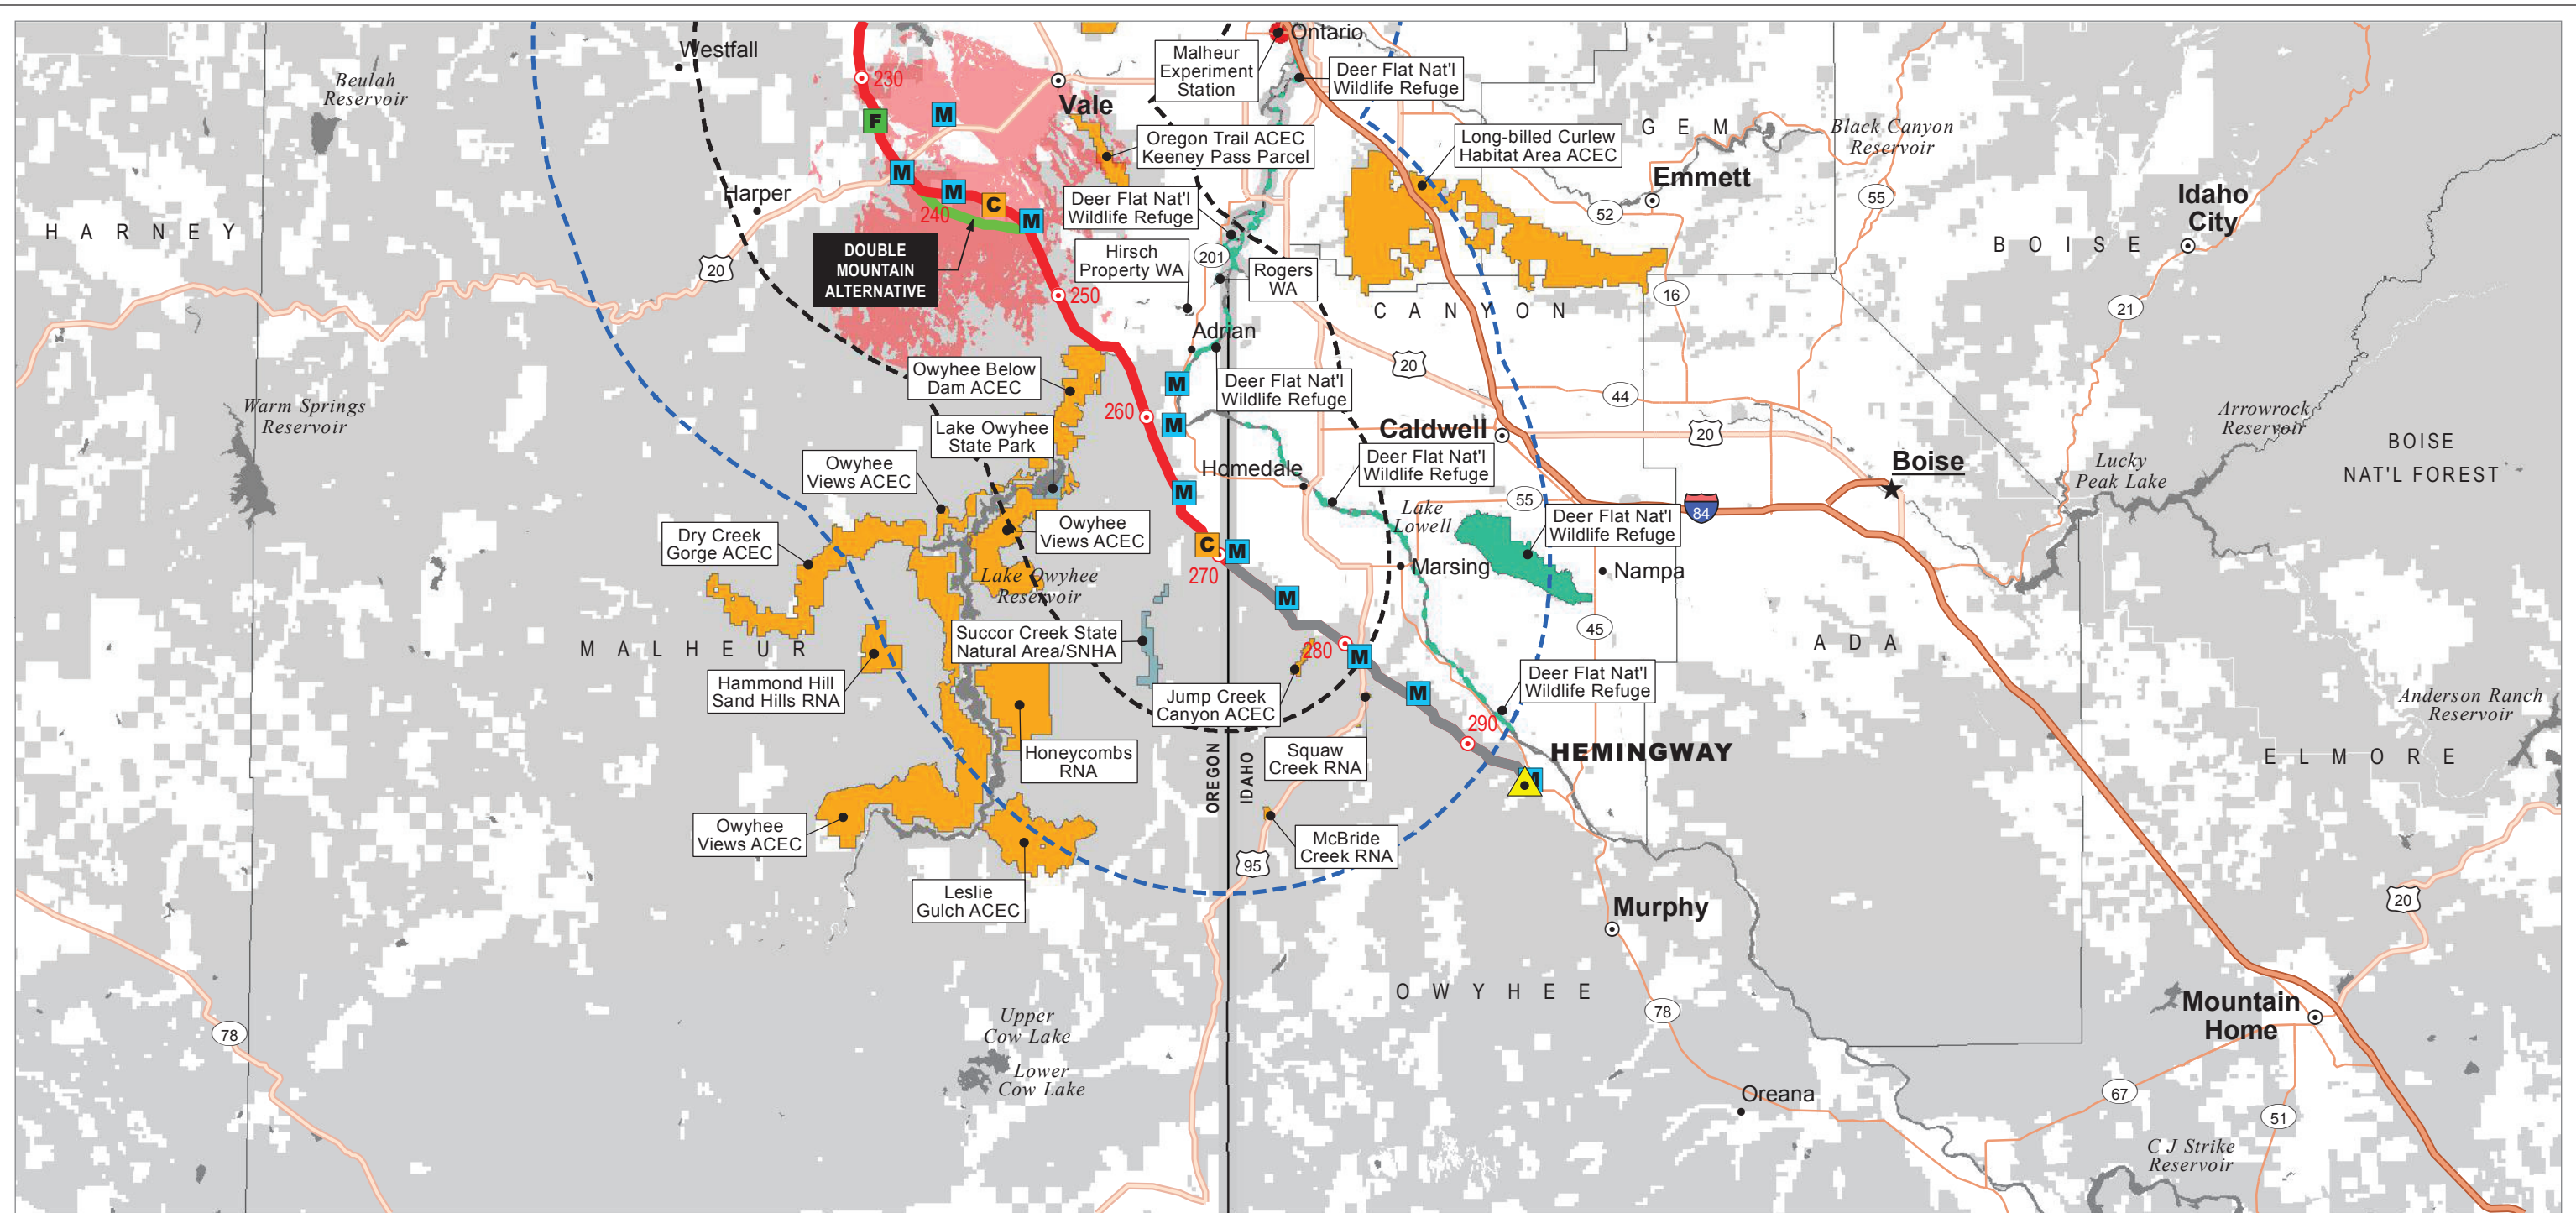 Westfall
Beulah
Reservoir
230
F
M
Vale
Malheur
Experiment
Station
Ontario
Deer Flat Nat'l
Wildlife Refuge
Oregon Trail ACEC
Keeney Pass Parcel
Long-billed Curlew
Habitat Area ACEC
G E M
Black Canyon
Reservoir
Emmett
52
55
Idaho
City
B O I S E
21
16
H A R N E Y
Harper
20
M
M
C
M
240
DOUBLE
MOUNTAIN
ALTERNATIVE
250
Deer Flat Nat'l
Wildlife Refuge
Hirsch
Property WA
201
Rogers
WA
Adrian
C A N Y O N
20
44
Warm Springs
Reservoir
Owyhee Below
Dam ACEC
260
M
M
Deer Flat Nat'l
Wildlife Refuge
Lake Owyhee
State Park
Caldwell
20
Boise
Arrowrock
Reservoir
Lucky
Peak Lake
BOISE
NAT'L FOREST
Owyhee
Views ACEC
Homedale
Deer Flat Nat'l
Wildlife Refuge
M
Lake
Lowell
55
84
Deer Flat Nat'l
Wildlife Refuge
Dry Creek
Gorge ACEC
Owyhee
Views ACEC
C
M
270
Lake Owyhee
Reservoir
Marsing
Nampa
M
45
M A L H E U R
Succor Creek State
Natural Area/SNHA
280
M
A D A
Hammond Hill
Sand Hills RNA
Jump Creek
Canyon ACEC
M
Deer Flat Nat'l
Wildlife Refuge
290
Anderson Ranch
Reservoir
Honeycombs
RNA
OREGON
IDAHO
Squaw
Creek RNA
HEMINGWAY
E L M O R E
Owyhee
Views ACEC
McBride
Creek RNA
95
Leslie
Gulch ACEC
Murphy
20
O W Y H E E
78
Mountain
Home
78
Upper
Cow Lake
Lower
Cow Lake
Oreana
67
51
C J Strike
Reservoir